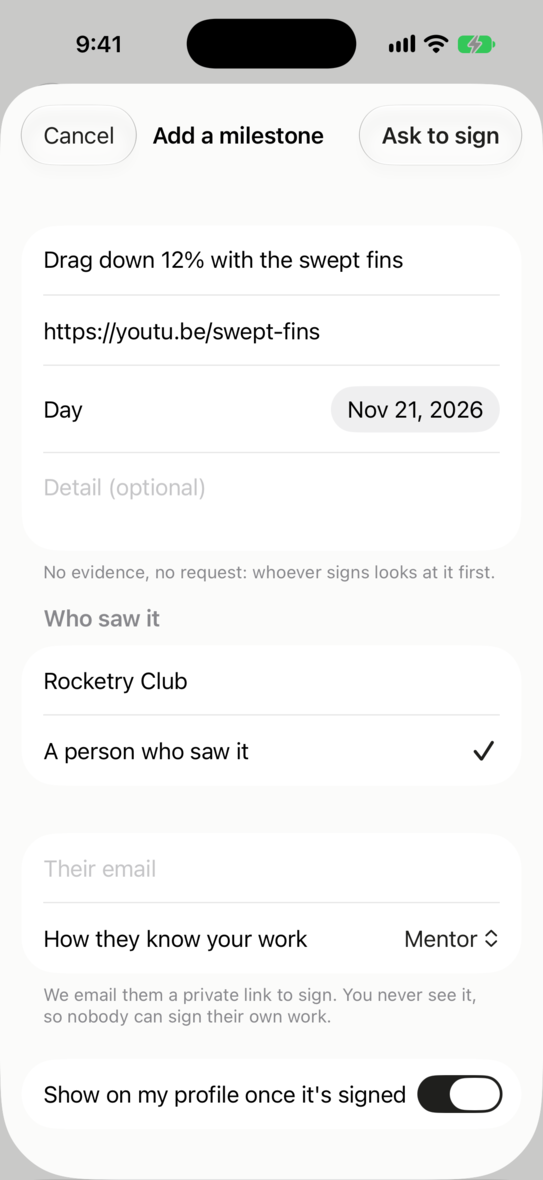 9:41
Cancel
Add a milestone
Ask to sign
Drag down 12% with the swept fins
https://youtu.be/swept-fins
Day
Nov 21, 2026
Detail (optional)
No evidence, no request: whoever signs looks at it first.
Who saw it
Rocketry Club
A person who saw it
Their email
How they know your work
Mentor
We email them a private link to sign. You never see it,
so nobody can sign their own work.
Show on my profile once it's signed